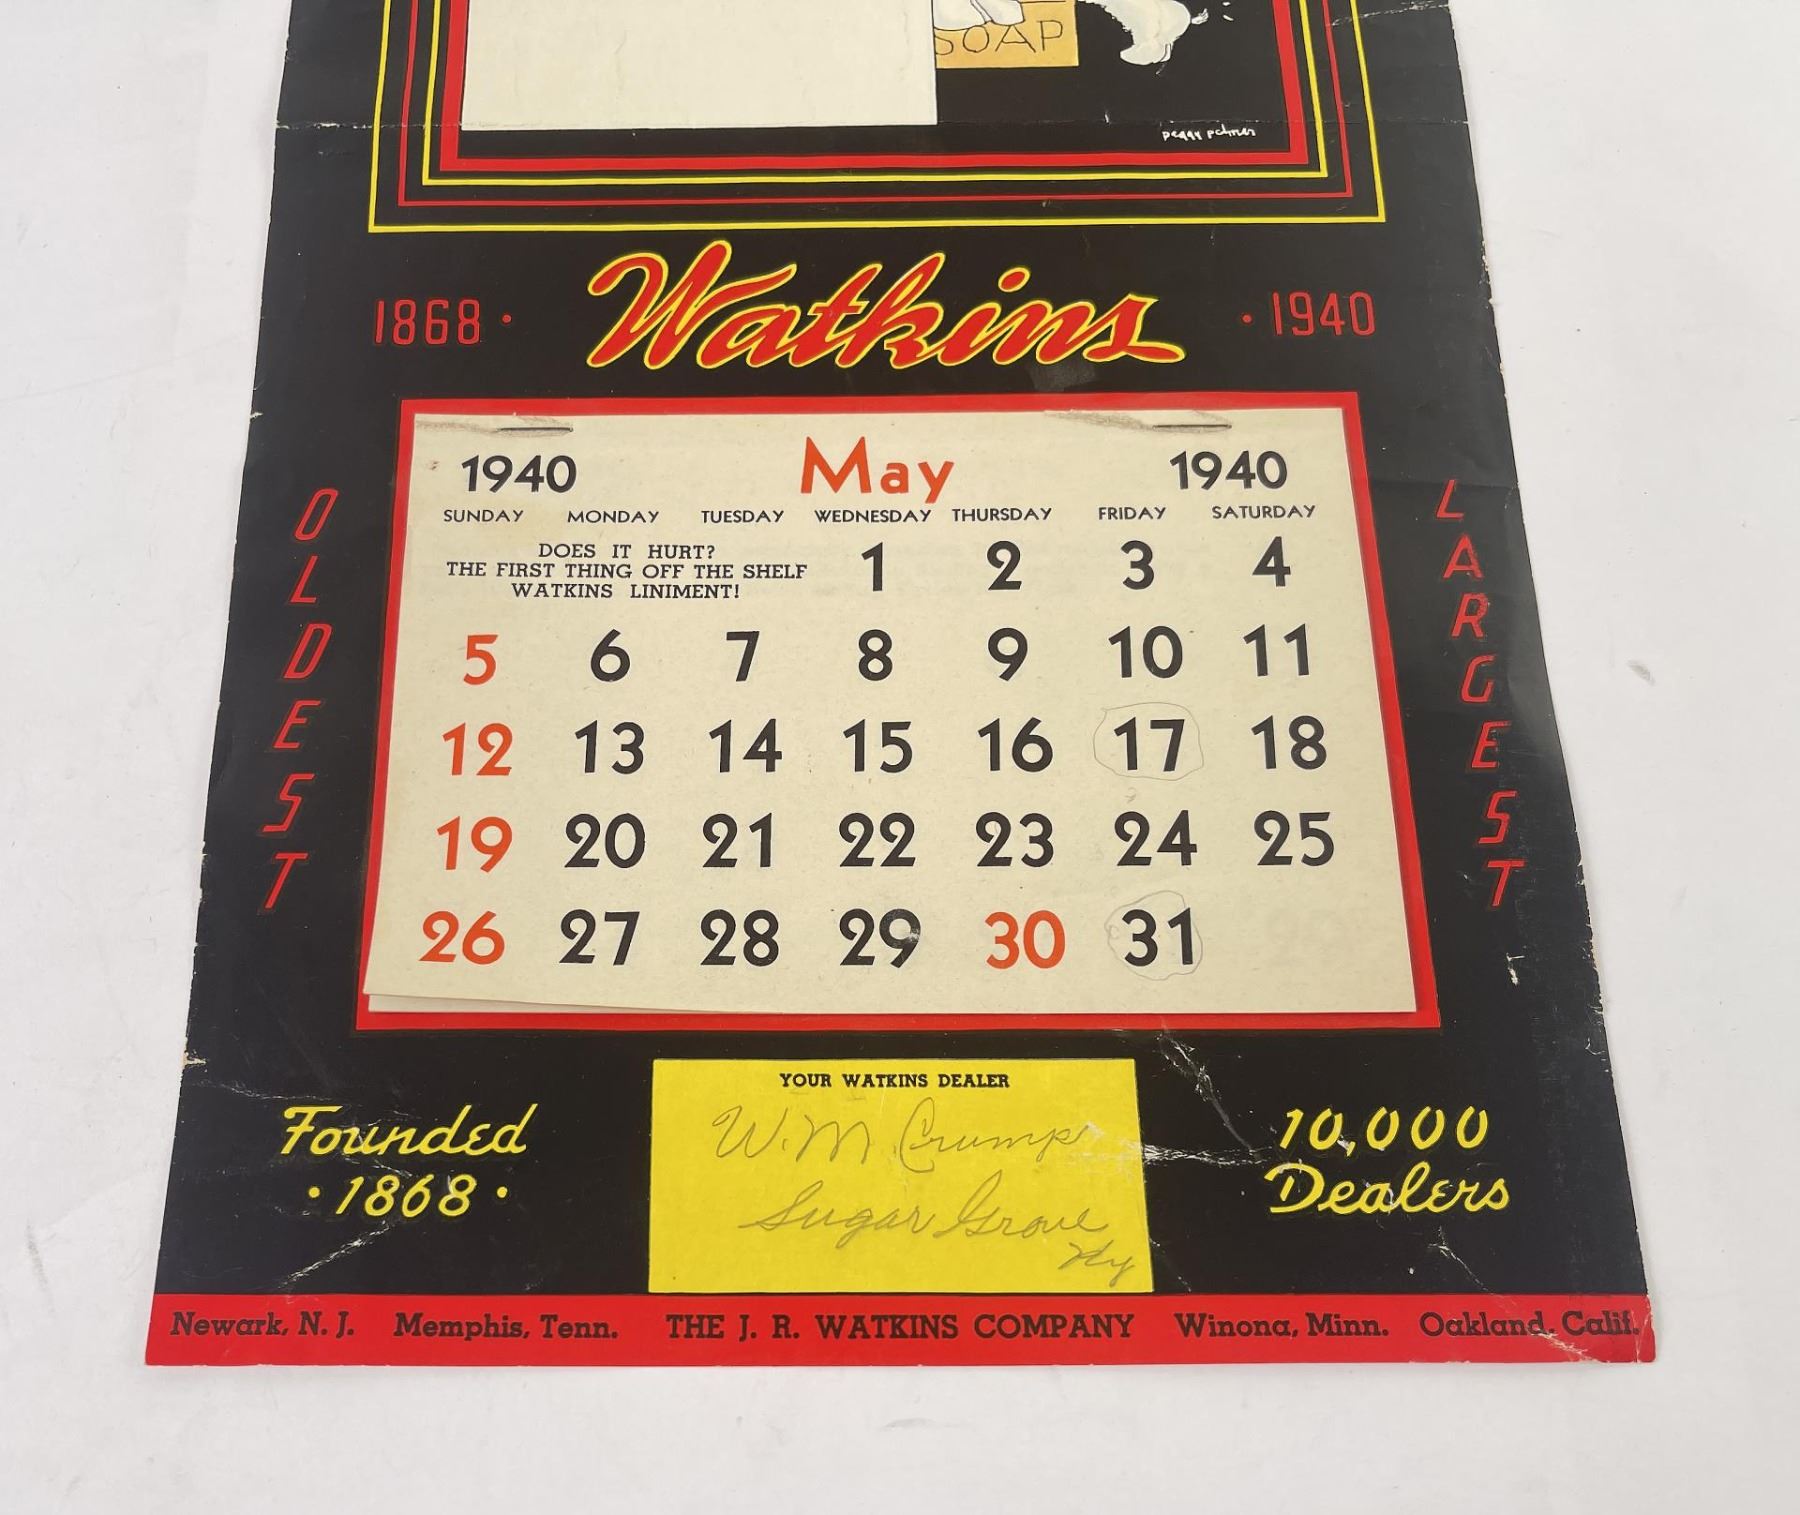 SOAP
peggy palmer
1868 · Watkins · 1940
OLDEST
LARGEST
1940 May 1940
SUNDAY MONDAY TUESDAY WEDNESDAY THURSDAY FRIDAY SATURDAY
DOES IT HURT?
THE FIRST THING OFF THE SHELF
WATKINS LINIMENT!
1 2 3 4
5 6 7 8 9 10 11
12 13 14 15 16 17 18
19 20 21 22 23 24 25
26 27 28 29 30 31
Founded
· 1868 ·
YOUR WATKINS DEALER
W. M Crump
Sugar Grove
Ky
10,000
Dealers
Newark, N. J. Memphis, Tenn. THE J. R. WATKINS COMPANY Winona, Minn. Oakland, Calif.